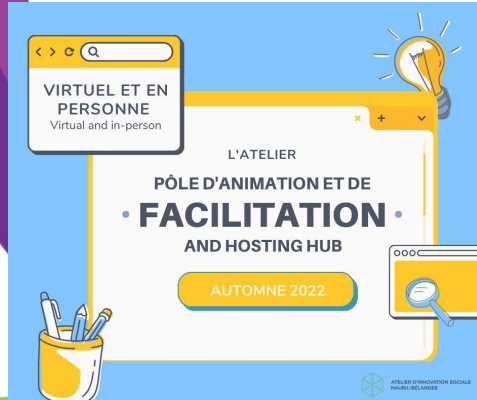 VIRTUEL ET EN
PERSONNE
Virtual and in-person
L'ATELIER
PÔLE D'ANIMATION ET DE
• FACILITATION •
AND HOSTING HUB
AUTOMNE 2022
ATELIER D'INNOVATION SOCIALE
MAURIL-BÉLANGER